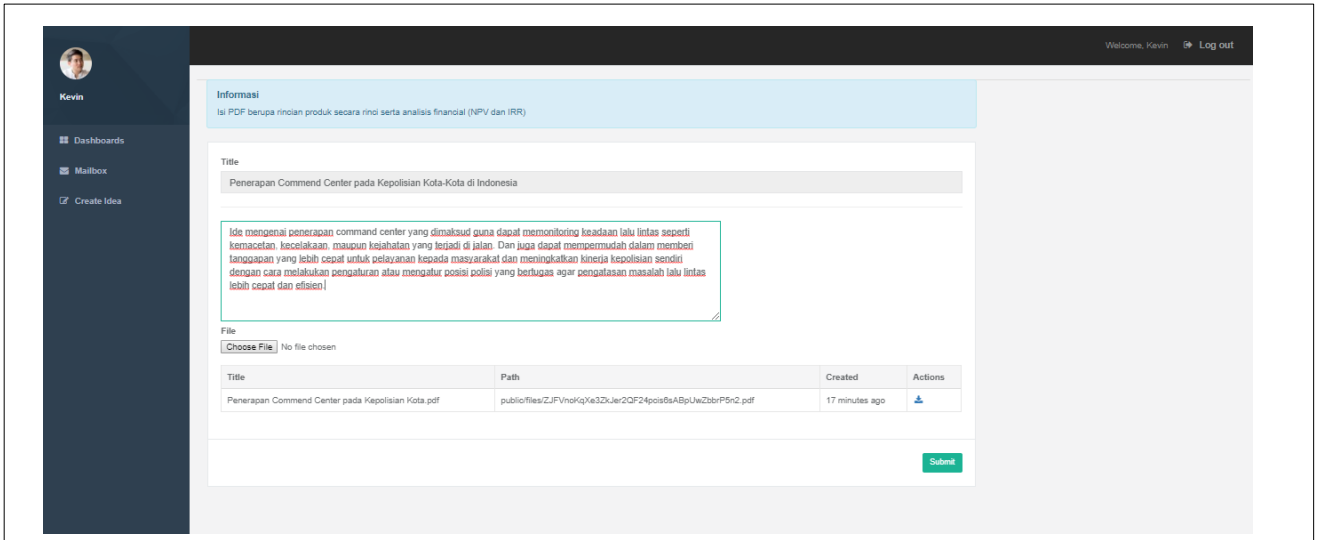 Welcome, Kevin Log out
Kevin
Dashboards
Mailbox
Create Idea
Informasi
Isi PDF berupa rincian produk secara rinci serta analisis financial (NPV dan IRR)
Title
Penerapan Commend Center pada Kepolisian Kota-Kota di Indonesia
Ide mengenai penerapan command center yang dimaksud guna dapat memonitoring keadaan lalu lintas seperti
kemacetan, kecelakaan, maupun kejahatan yang terjadi di jalan. Dan juga dapat mempermudah dalam memberi
tanggapan yang lebih cepat untuk pelayanan kepada masyarakat dan meningkatkan kinerja kepolisian sendiri
dengan cara melakukan pengaturan atau mengatur posisi polisi yang bertugas agar pengatasan masalah lalu lintas
lebih cepat dan efisien
File
Choose File No file chosen
Title Path Created Actions
Penerapan Commend Center pada Kepolisian Kota.pdf public/files/ZJFVnoKqXe3ZkJer2QF24pois6sABpUwZbbrP5n2.pdf 17 minutes ago
Submit